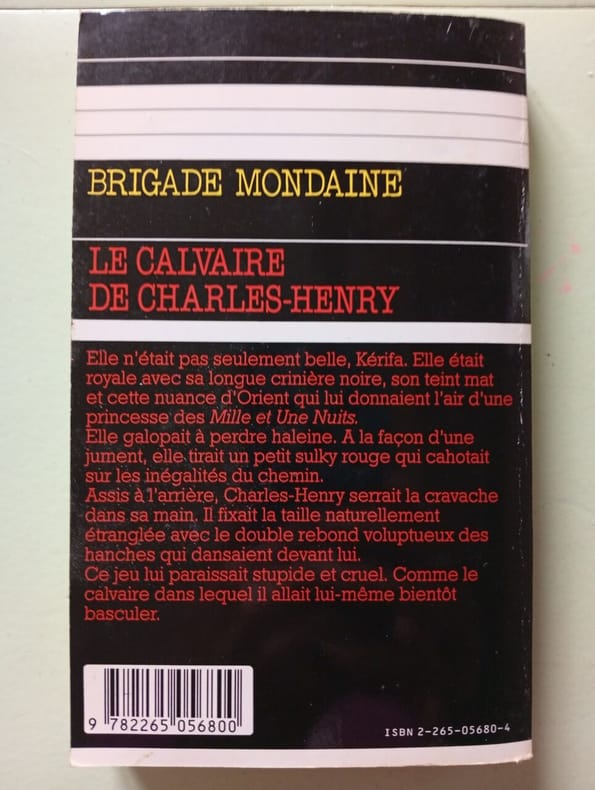 BRIGADE MONDAINE
LE CALVAIRE
DE CHARLES-HENRY
Elle n'était pas seulement belle, Kérifa. Elle était
royale avec sa longue crinière noire, son teint mat
et cette nuance d'Orient qui lui donnaient l'air d'une
princesse des Mille et Une Nuits.
Elle galopait à perdre haleine. A la façon d'une
jument, elle tirait un petit sulky rouge qui cahotait
sur les inégalités du chemin.
Assis à l'arrière, Charles-Henry serrait la cravache
dans sa main. Il fixait la taille naturellement
étranglée avec le double rebond voluptueux des
hanches qui dansaient devant lui.
Ce jeu lui paraissait stupide et cruel. Comme le
calvaire dans lequel il allait lui-même bientôt
basculer.
9 782265 056800
ISBN 2-265-05680-4